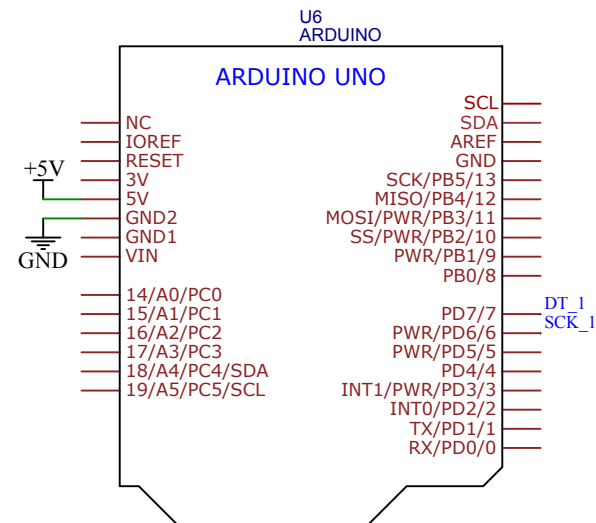 U6
ARDUINO
ARDUINO UNO
NC
IOREF
RESET
3V
5V
GND2
GND1
VIN
+5V
GND
14/A0/PC0
15/A1/PC1
16/A2/PC2
17/A3/PC3
18/A4/PC4/SDA
19/A5/PC5/SCL
SCL
SDA
AREF
GND
SCK/PB5/13
MISO/PB4/12
MOSI/PWR/PB3/11
SS/PWR/PB2/10
PWR/PB1/9
PB0/8
PD7/7
PWR/PD6/6
PWR/PD5/5
PD4/4
INT1/PWR/PD3/3
INT0/PD2/2
TX/PD1/1
RX/PD0/0
DT_1
SCK_1